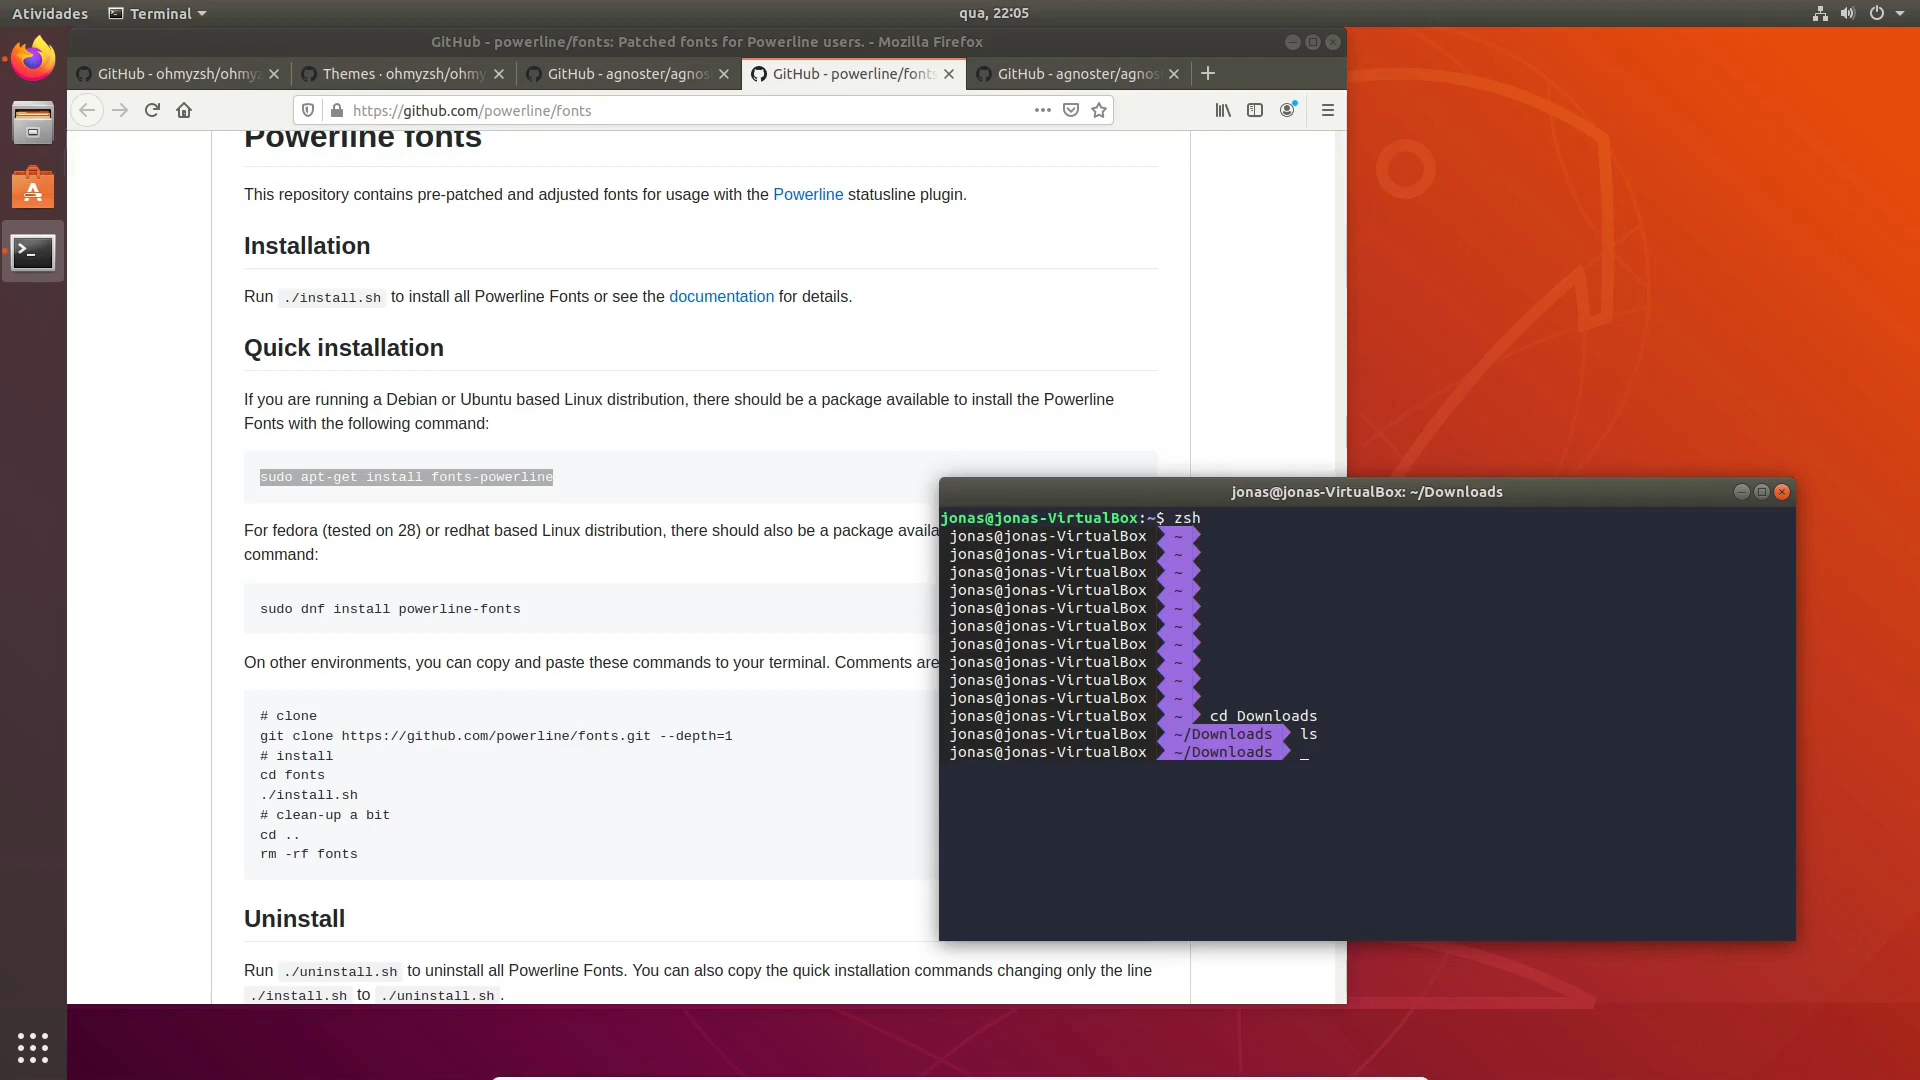 Atividades
Terminal
qua, 22:05
GitHub - powerline/fonts: Patched fonts for Powerline users. - Mozilla Firefox
GitHub - ohmyzsh/ohmyz
Themes · ohmyzsh/ohmy
GitHub - agnoster/agnos
GitHub - powerline/fonts
GitHub - agnoster/agnos
https://github.com/powerline/fonts
Powerline fonts
This repository contains pre-patched and adjusted fonts for usage with the Powerline statusline plugin.
Installation
Run ./install.sh to install all Powerline Fonts or see the documentation for details.
Quick installation
If you are running a Debian or Ubuntu based Linux distribution, there should be a package available to install the Powerline
Fonts with the following command:
sudo apt-get install fonts-powerline
For fedora (tested on 28) or redhat based Linux distribution, there should also be a package availa
command:
sudo dnf install powerline-fonts
On other environments, you can copy and paste these commands to your terminal. Comments are
# clone
git clone https://github.com/powerline/fonts.git --depth=1
# install
cd fonts
./install.sh
# clean-up a bit
cd ..
rm -rf fonts
Uninstall
Run ./uninstall.sh to uninstall all Powerline Fonts. You can also copy the quick installation commands changing only the line
./install.sh to ./uninstall.sh .
jonas@jonas-VirtualBox: ~/Downloads
jonas@jonas-VirtualBox:~$ zsh
jonas@jonas-VirtualBox ~
jonas@jonas-VirtualBox ~
jonas@jonas-VirtualBox ~
jonas@jonas-VirtualBox ~
jonas@jonas-VirtualBox ~
jonas@jonas-VirtualBox ~
jonas@jonas-VirtualBox ~
jonas@jonas-VirtualBox ~
jonas@jonas-VirtualBox ~
jonas@jonas-VirtualBox ~
jonas@jonas-VirtualBox ~ cd Downloads
jonas@jonas-VirtualBox ~/Downloads ls
jonas@jonas-VirtualBox ~/Downloads _